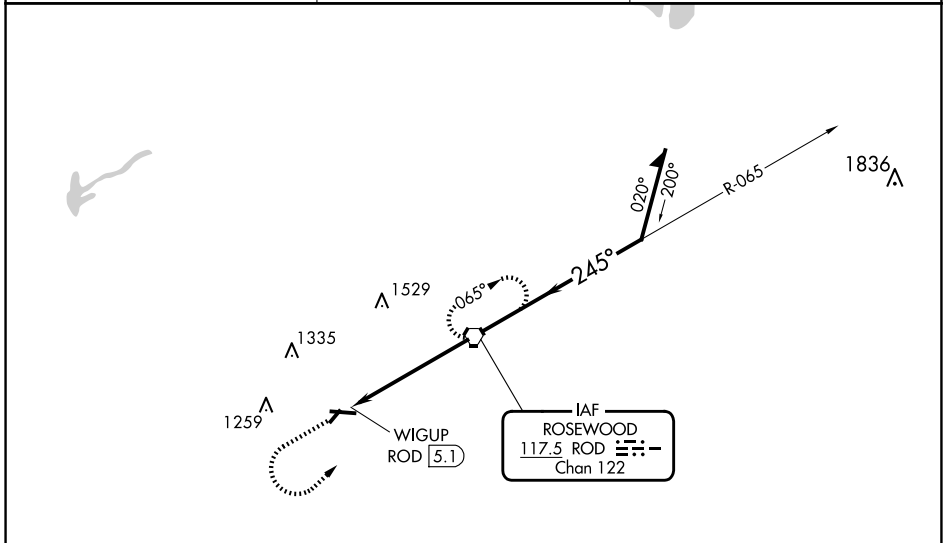 1836
R-065
020°
200°
245°
065°
1529
1335
1259
WIGUP
ROD 5.1
IAF
ROSEWOOD
117.5 ROD
Chan 122